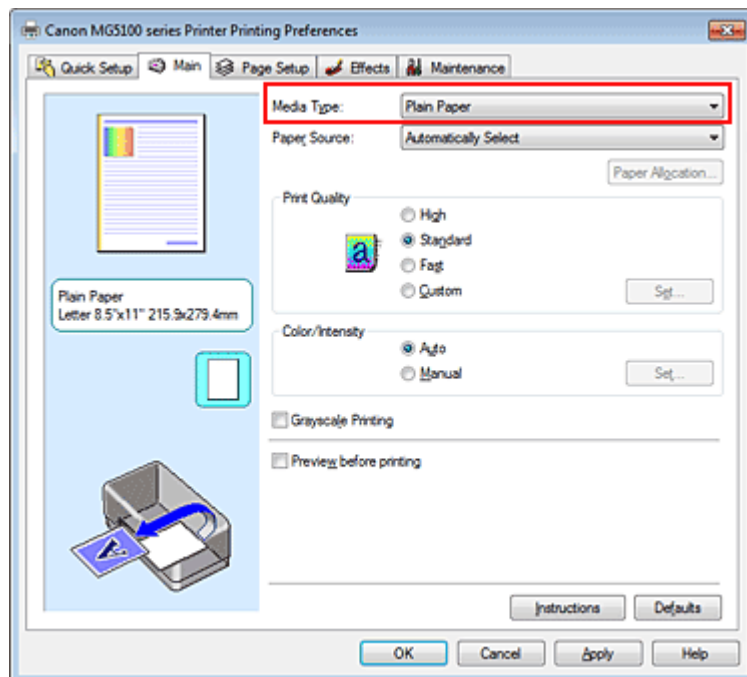 Canon MG5100 series Printer Printing Preferences
Quick Setup Main Page Setup Effects Maintenance
Media Type: Plain Paper
Paper Source: Automatically Select
Paper Allocation...
Print Quality
High
a Standard
Fast
Custom Set...
Plain Paper
Letter 8.5"x11" 215.9x279.4mm
Color/Intensity
Auto
Manual Set...
Grayscale Printing
Preview before printing
A
Instructions Defaults
OK Cancel Apply Help